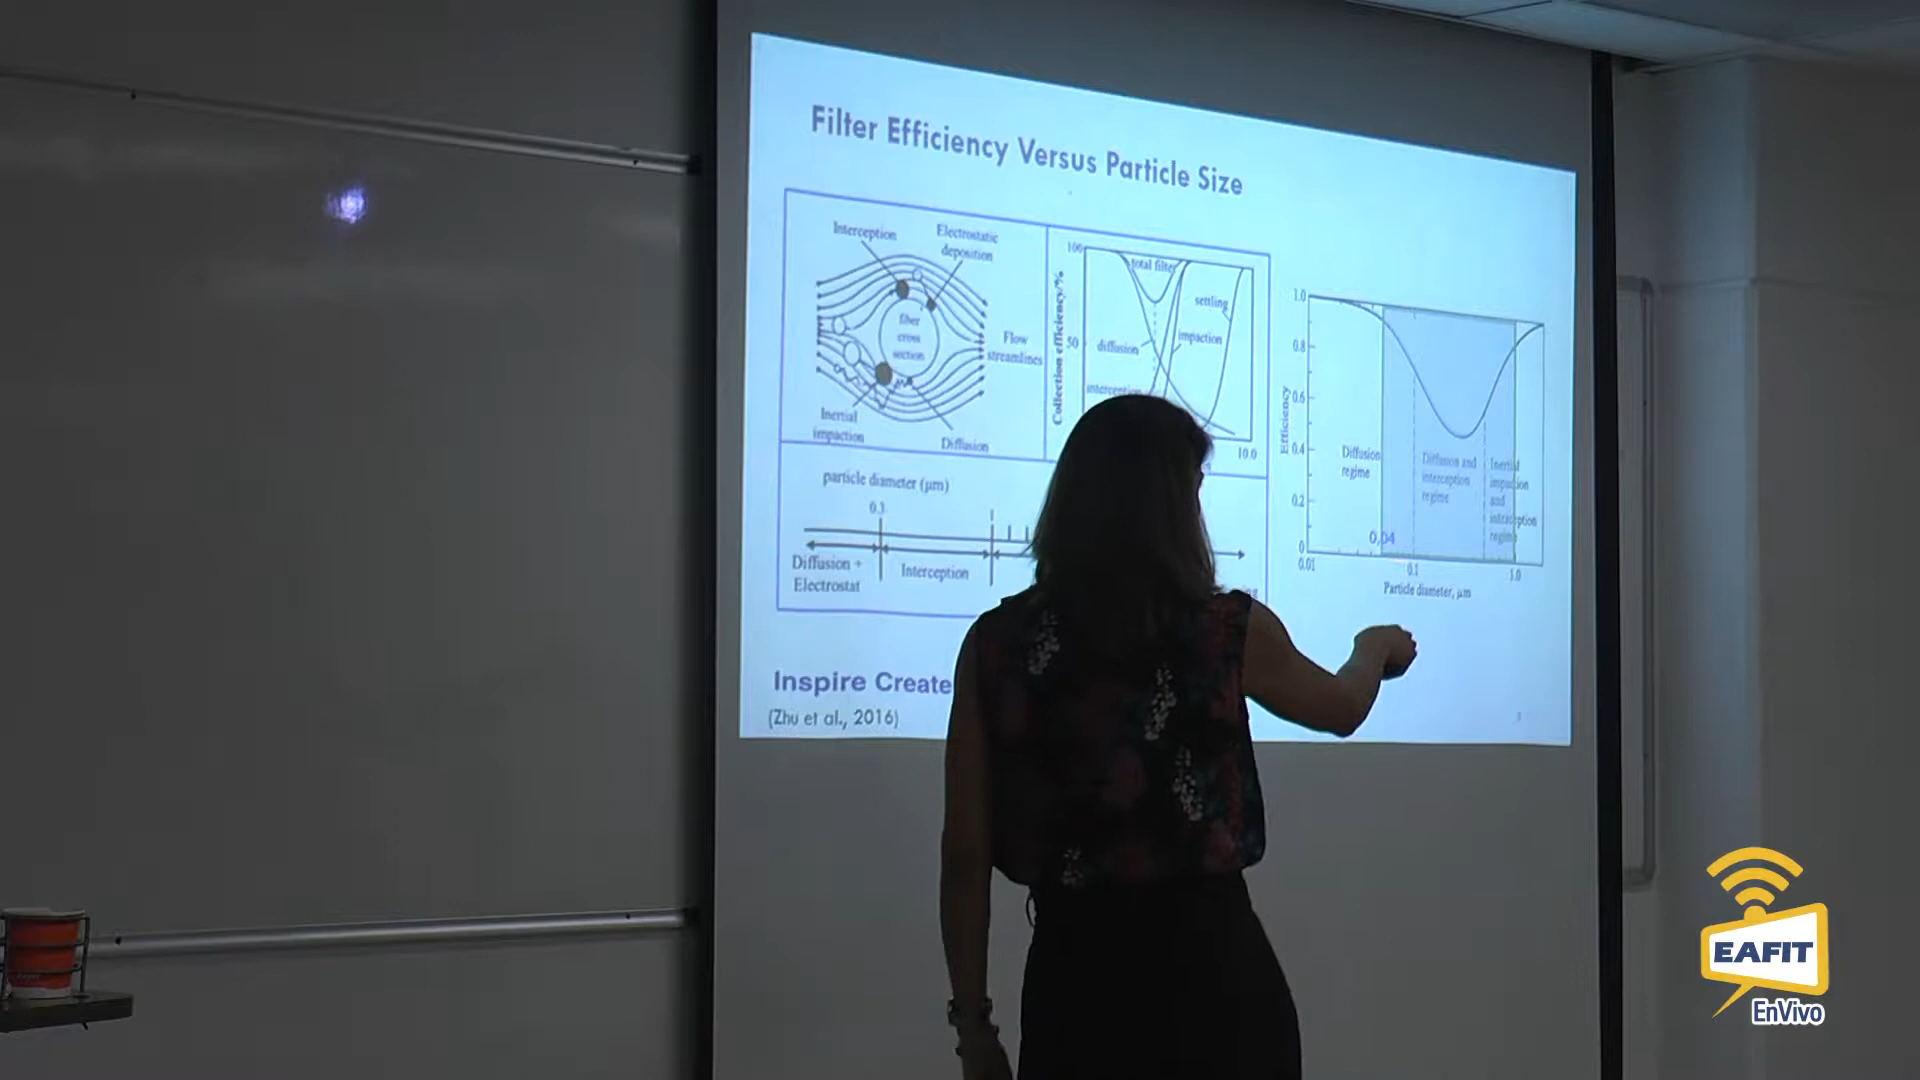 Filter Efficiency Versus Particle Size
Interception
Electrostatic
deposition
fiber
cross
section
Flow
streamlines
Inertial
impaction
Diffusion
100
50
Collection efficiency/%
total filter
settling
diffusion
impaction
interception
10.0
particle diameter (µm)
0.1
1
Diffusion +
Electrostat
Interception
1.0
0.8
0.6
0.4
0.2
0
Efficiency
Diffusion
regime
Diffusion and
interception
regime
Inertial
impaction
and
interception
regime
0,04
0.01
0.1
1.0
Particle diameter, µm
Inspire Create
(Zhu et al., 2016)
EAFIT
EnVivo